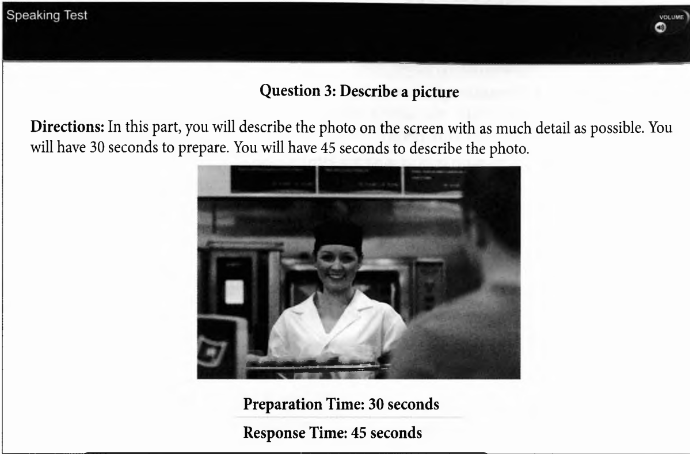 Speaking Test
VOLUME
Question 3: Describe a picture
Directions: In this part, you will describe the photo on the screen with as much detail as possible. You
will have 30 seconds to prepare. You will have 45 seconds to describe the photo.
Preparation Time: 30 seconds
Response Time: 45 seconds